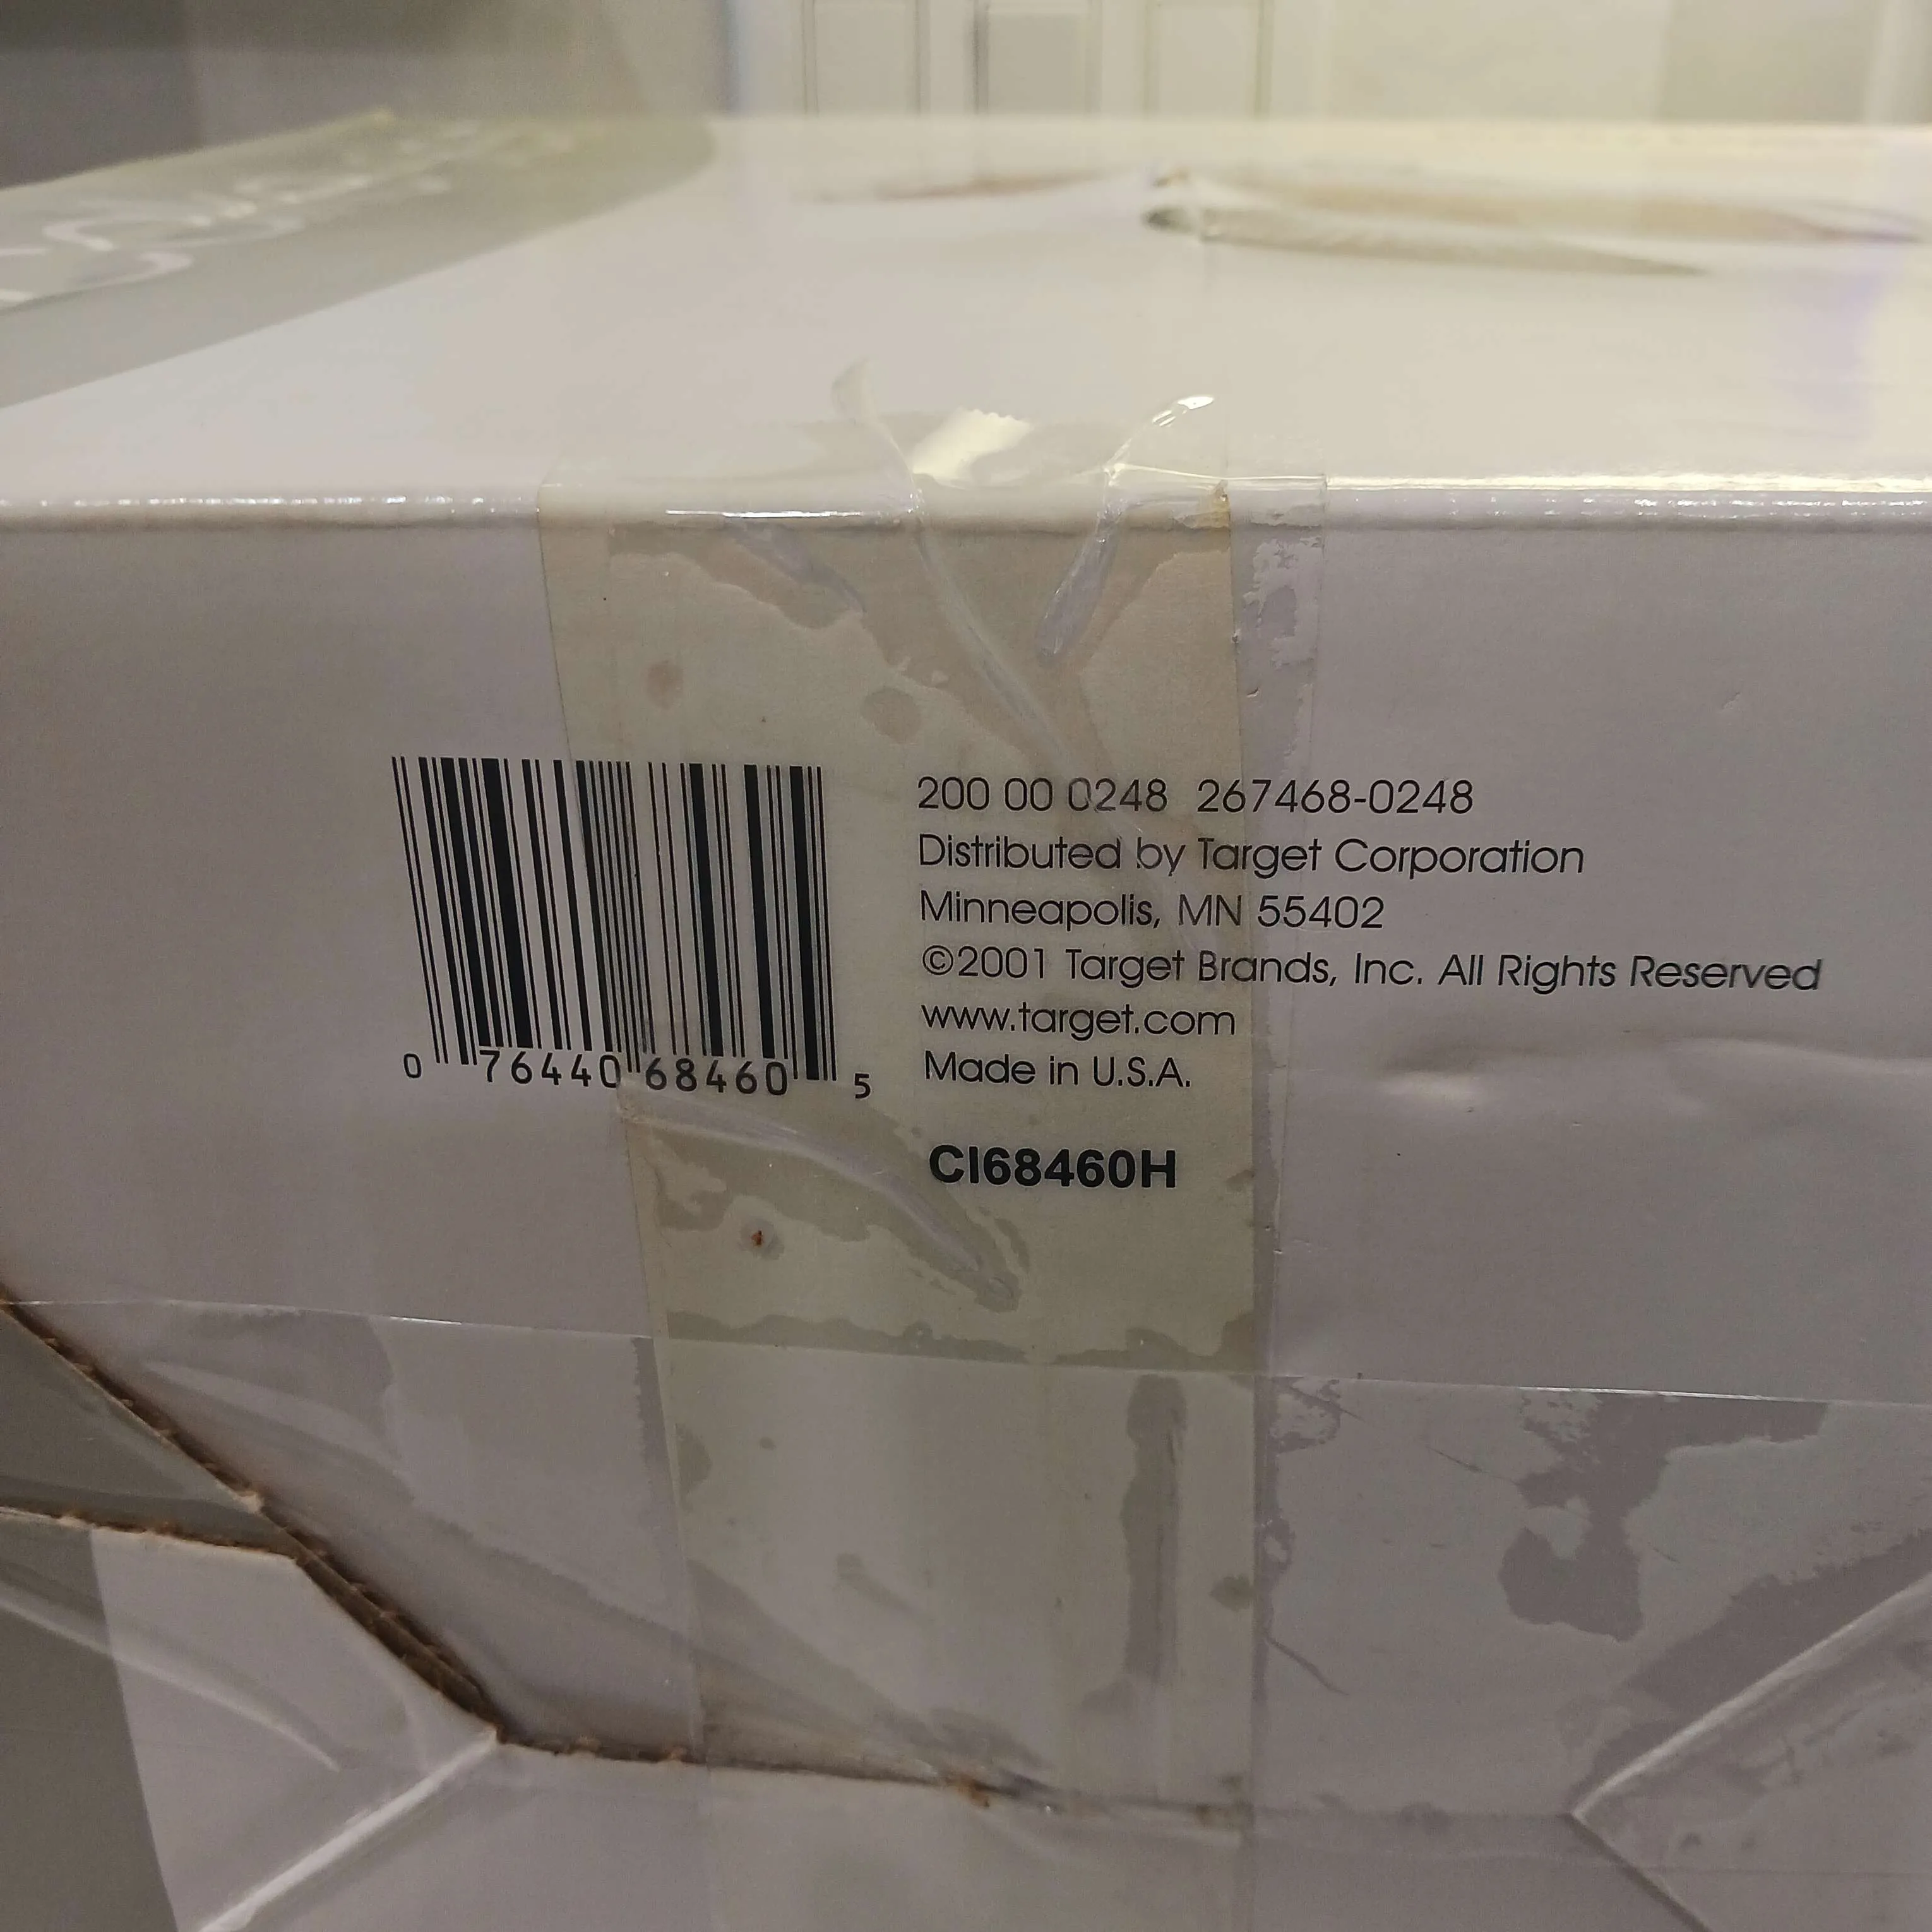 200 00 0248 267468-0248
Distributed by Target Corporation
Minneapolis, MN 55402
©2001 Target Brands, Inc. All Rights Reserved
www.target.com
Made in U.S.A.
0 76440 68460 5
CI68460H